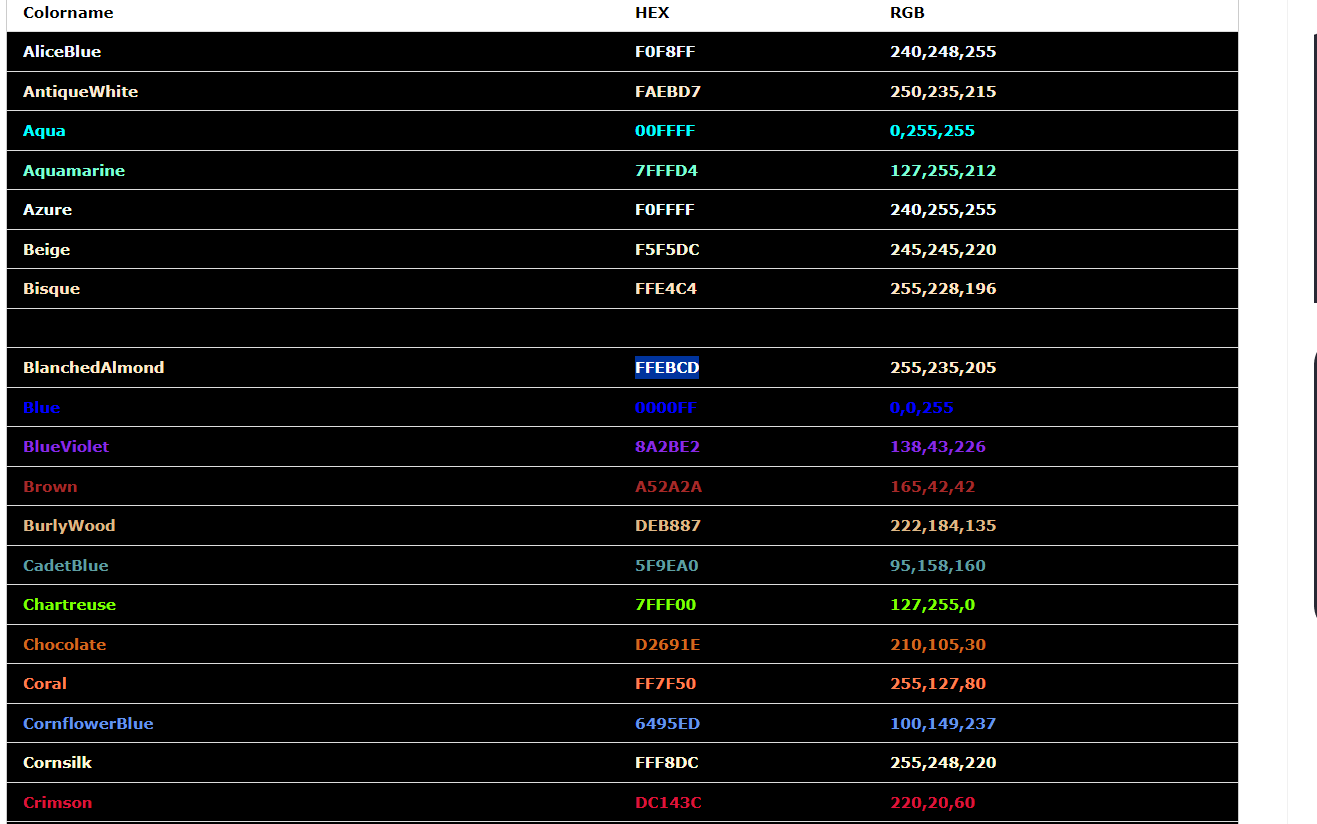 Colorname HEX RGB
AliceBlue F0F8FF 240,248,255
AntiqueWhite FAEBD7 250,235,215
Aqua 00FFFF 0,255,255
Aquamarine 7FFFD4 127,255,212
Azure F0FFFF 240,255,255
Beige F5F5DC 245,245,220
Bisque FFE4C4 255,228,196
BlanchedAlmond FFEBCD 255,235,205
Blue 0000FF 0,0,255
BlueViolet 8A2BE2 138,43,226
Brown A52A2A 165,42,42
BurlyWood DEB887 222,184,135
CadetBlue 5F9EA0 95,158,160
Chartreuse 7FFF00 127,255,0
Chocolate D2691E 210,105,30
Coral FF7F50 255,127,80
CornflowerBlue 6495ED 100,149,237
Cornsilk FFF8DC 255,248,220
Crimson DC143C 220,20,60